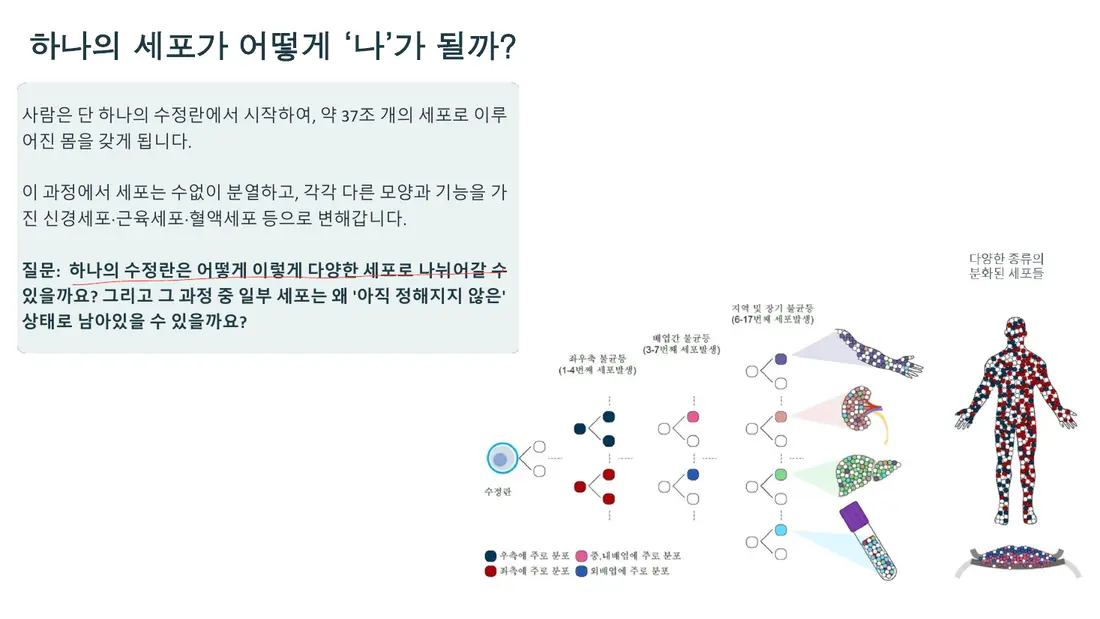 하나의 세포가 어떻게 ‘나’가 될까?
사람은 단 하나의 수정란에서 시작하여, 약 37조 개의 세포로 이루
어진 몸을 갖게 됩니다.
이 과정에서 세포는 수없이 분열하고, 각각 다른 모양과 기능을 가
진 신경세포·근육세포·혈액세포 등으로 변해갑니다.
질문: 하나의 수정란은 어떻게 이렇게 다양한 세포로 나뉘어갈 수
있을까요? 그리고 그 과정 중 일부 세포는 왜 '아직 정해지지 않은'
상태로 남아있을 수 있을까요?
수정란
좌우측 불균등
(1-4번째 세포발생)
배엽간 불균등
(3-7번째 세포발생)
지역 및 장기 불균등
(6-17번째 세포발생)
다양한 종류의
분화된 세포들
우측에 주로 분포
중,내배엽에 주로 분포
좌측에 주로 분포
외배엽에 주로 분포